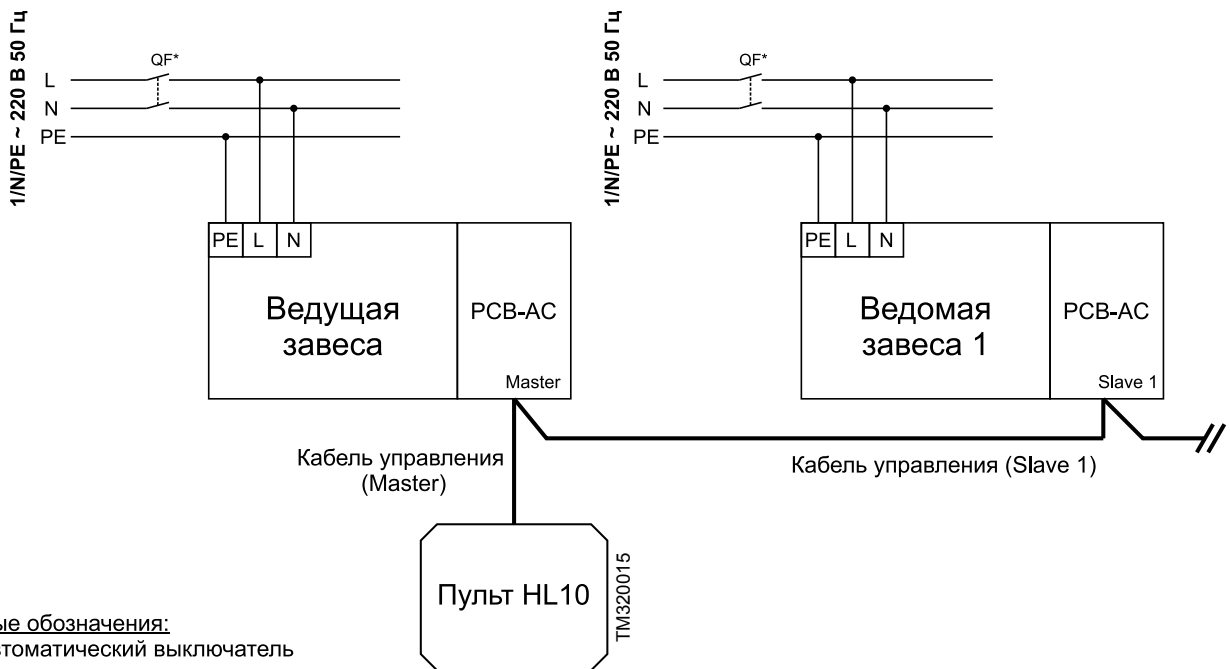 1/N/PE ~ 220 В 50 Гц
QF*
L
N
PE
PE L N
Ведущая
завеса
PCB-AC
Master
1/N/PE ~ 220 В 50 Гц
QF*
L
N
PE
PE L N
Ведомая
завеса 1
PCB-AC
Slave 1
Кабель управления
(Master)
Кабель управления (Slave 1)
Пульт HL10
TM320015
ые обозначения:
втоматический выключатель